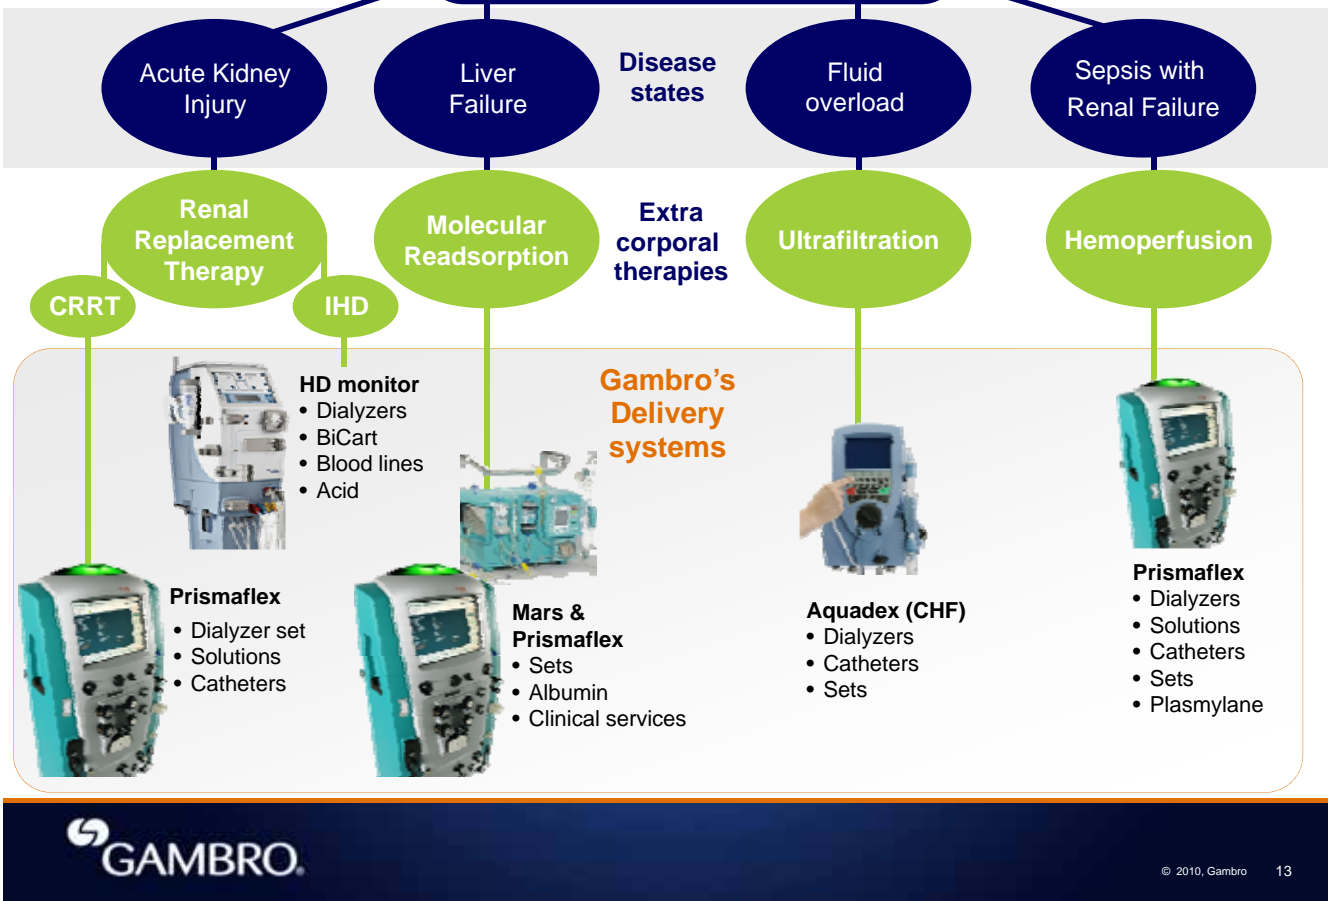 Acute Kidney
Injury
Liver
Failure
Disease
states
Fluid
overload
Sepsis with
Renal Failure
Renal
Replacement
Therapy
CRRT
IHD
Molecular
Readsorption
Extra
corporal
therapies
Ultrafiltration
Hemoperfusion
HD monitor
• Dialyzers
• BiCart
• Blood lines
• Acid
Gambro’s
Delivery
systems
Prismaflex
• Dialyzer set
• Solutions
• Catheters
Mars &
Prismaflex
• Sets
• Albumin
• Clinical services
Aquadex (CHF)
• Dialyzers
• Catheters
• Sets
Prismaflex
• Dialyzers
• Solutions
• Catheters
• Sets
• Plasmylane
GAMBRO.
© 2010, Gambro 13